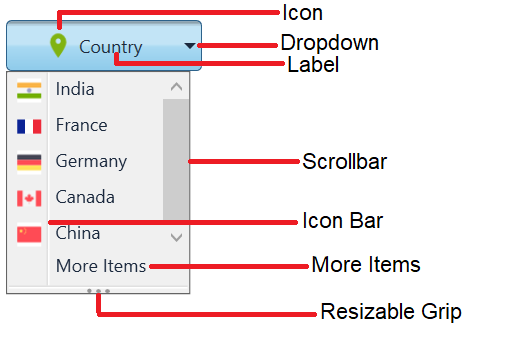 Icon
Country
Dropdown
Label
India
France
Germany
Scrollbar
Canada
Icon Bar
China
More Items
More Items
Resizable Grip